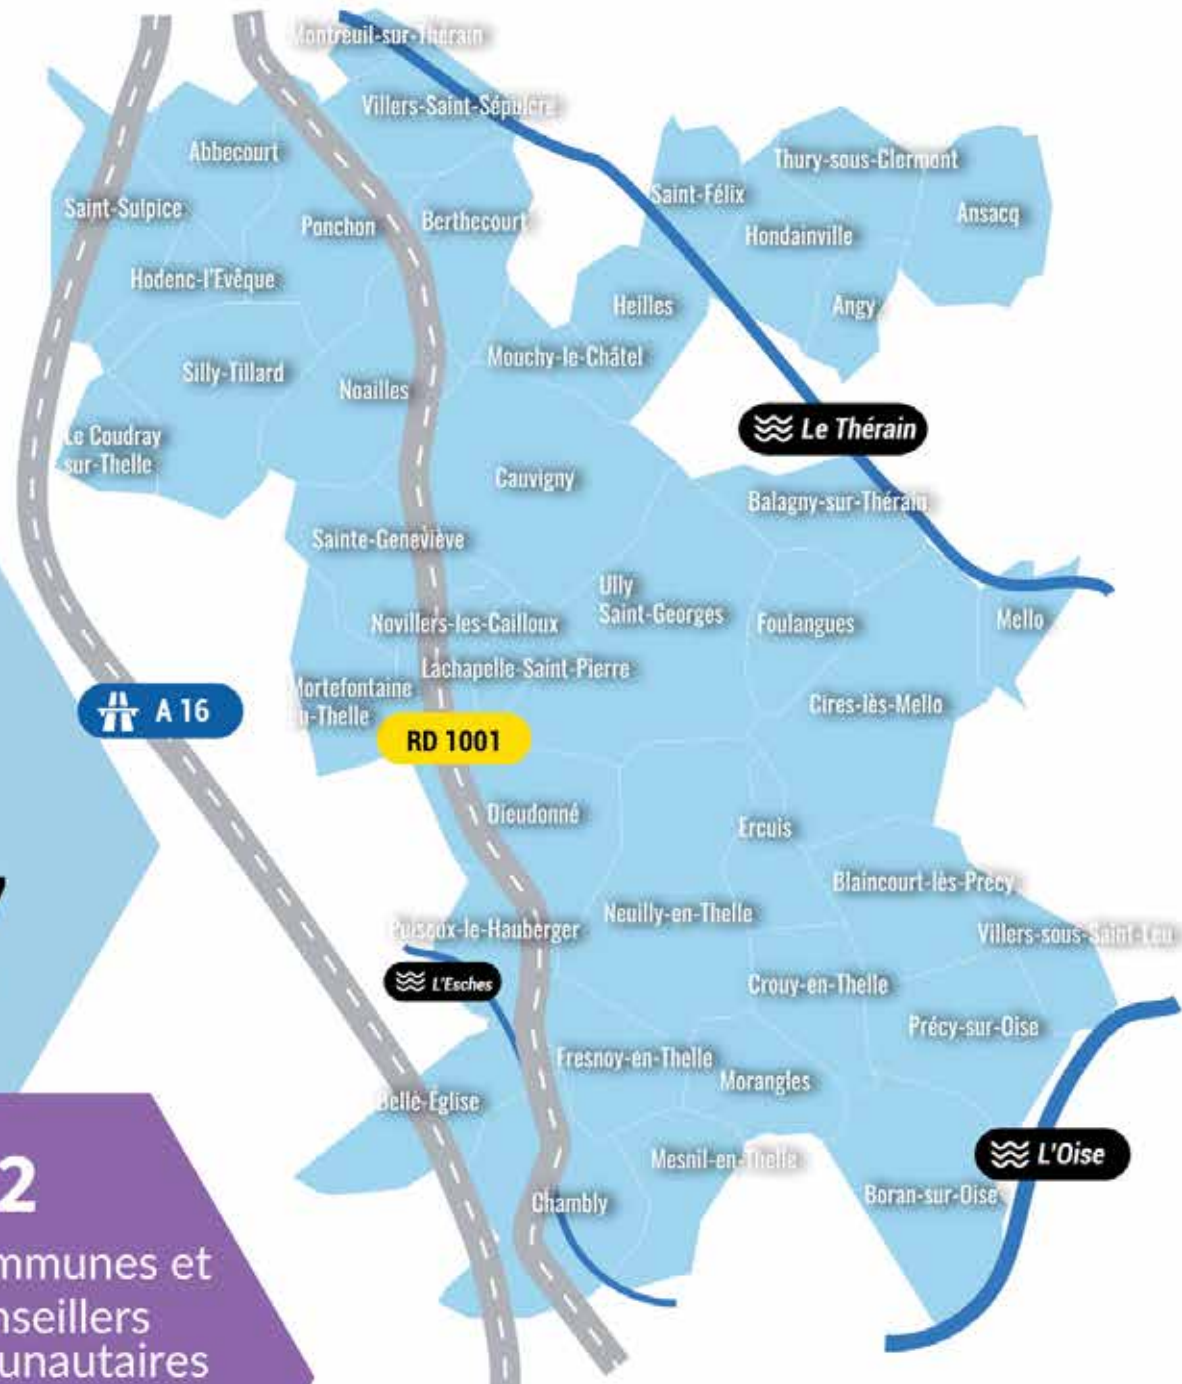 Montreuil-sur-Thérain
Villers-Saint-Sépulcre
Abbecourt
Thury-sous-Clermont
Saint-Félix
Saint-Sulpice
Ansacq
Ponchon
Berthecourt
Hondainville
Hodenc-l'Evêque
Heilles
Angy
Mouchy-le-Châtel
Silly-Tillard
Noailles
Le Thérain
Le Coudray
sur-Thelle
Cauvigny
Balagny-sur-Thérain
Sainte-Geneviève
Ully
Saint-Georges
Novillers-les-Cailloux
Foulangues
Mello
Lachapelle-Saint-Pierre
Mortefontaine
n-Thelle
Cires-lès-Mello
A 16
RD 1001
Dieudonné
Ercuis
Blaincourt-lès-Précy
7
Neuilly-en-Thelle
Puiseux-le-Hauberger
Villers-sous-Saint-Leu
L'Esches
Crouy-en-Thelle
Précy-sur-Oise
Fresnoy-en-Thelle
Morangles
Belle-Église
L'Oise
Mesnil-en-Thelle
Boran-sur-Oise
Chambly
2
mmunes et
nseillers
unautaires